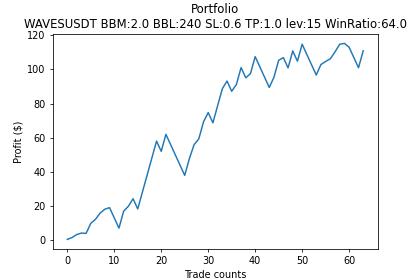 Portfolio
WAVESUSDT BBM:2.0 BBL:240 SL:0.6 TP:1.0 lev:15 WinRatio:64.0
120
100
80
60
40
20
0
Profit ($)
0 10 20 30 40 50 60
Trade counts